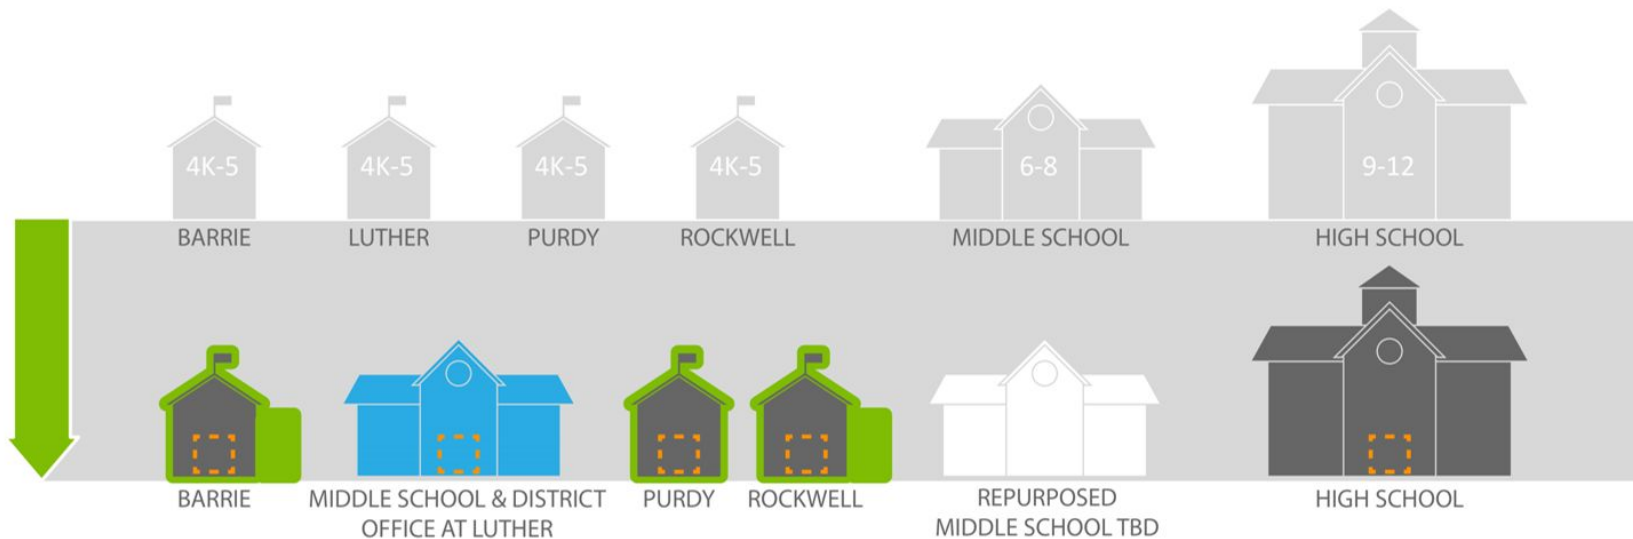 4K-5
4K-5
4K-5
4K-5
6-8
9-12
BARRIE
LUTHER
PURDY
ROCKWELL
MIDDLE SCHOOL
HIGH SCHOOL
BARRIE
MIDDLE SCHOOL & DISTRICT
OFFICE AT LUTHER
PURDY
ROCKWELL
REPURPOSED
MIDDLE SCHOOL TBD
HIGH SCHOOL